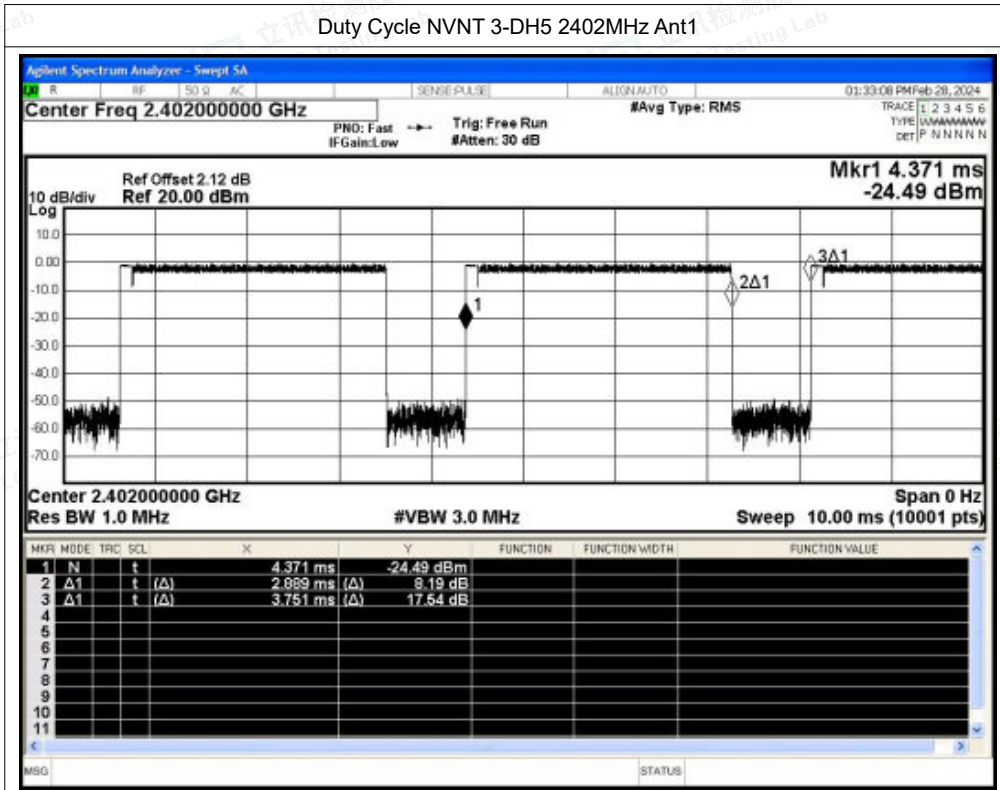 Duty Cycle NVNT 3-DH5 2402MHz Ant1
Agilent Spectrum Analyzer - Swept SA
R RF 50 Ω AC SENSE:PULSE ALIGN AUTO 01:33:08 PM Feb 28, 2024
Center Freq 2.402000000 GHz #Avg Type: RMS TRACE 1 2 3 4 5 6
PNO: Fast Trig: Free Run TYPE
IFGain:Low #Atten: 30 dB DET P N N N N N
Mkr1 4.371 ms
-24.49 dBm
Ref Offset 2.12 dB
10 dB/div Ref 20.00 dBm
Log
10.0
0.00
-10.0
-20.0
-30.0
-40.0
-50.0
-60.0
-70.0
1
2Δ1
3Δ1
Center 2.402000000 GHz Span 0 Hz
Res BW 1.0 MHz #VBW 3.0 MHz Sweep 10.00 ms (10001 pts)
MKR MODE TRC SCL X Y FUNCTION FUNCTION WIDTH FUNCTION VALUE
1 N t 4.371 ms -24.49 dBm
2 Δ1 t (Δ) 2.889 ms (Δ) 8.19 dB
3 Δ1 t (Δ) 3.751 ms (Δ) 17.54 dB
4
5
6
7
8
9
10
11
MSG STATUS